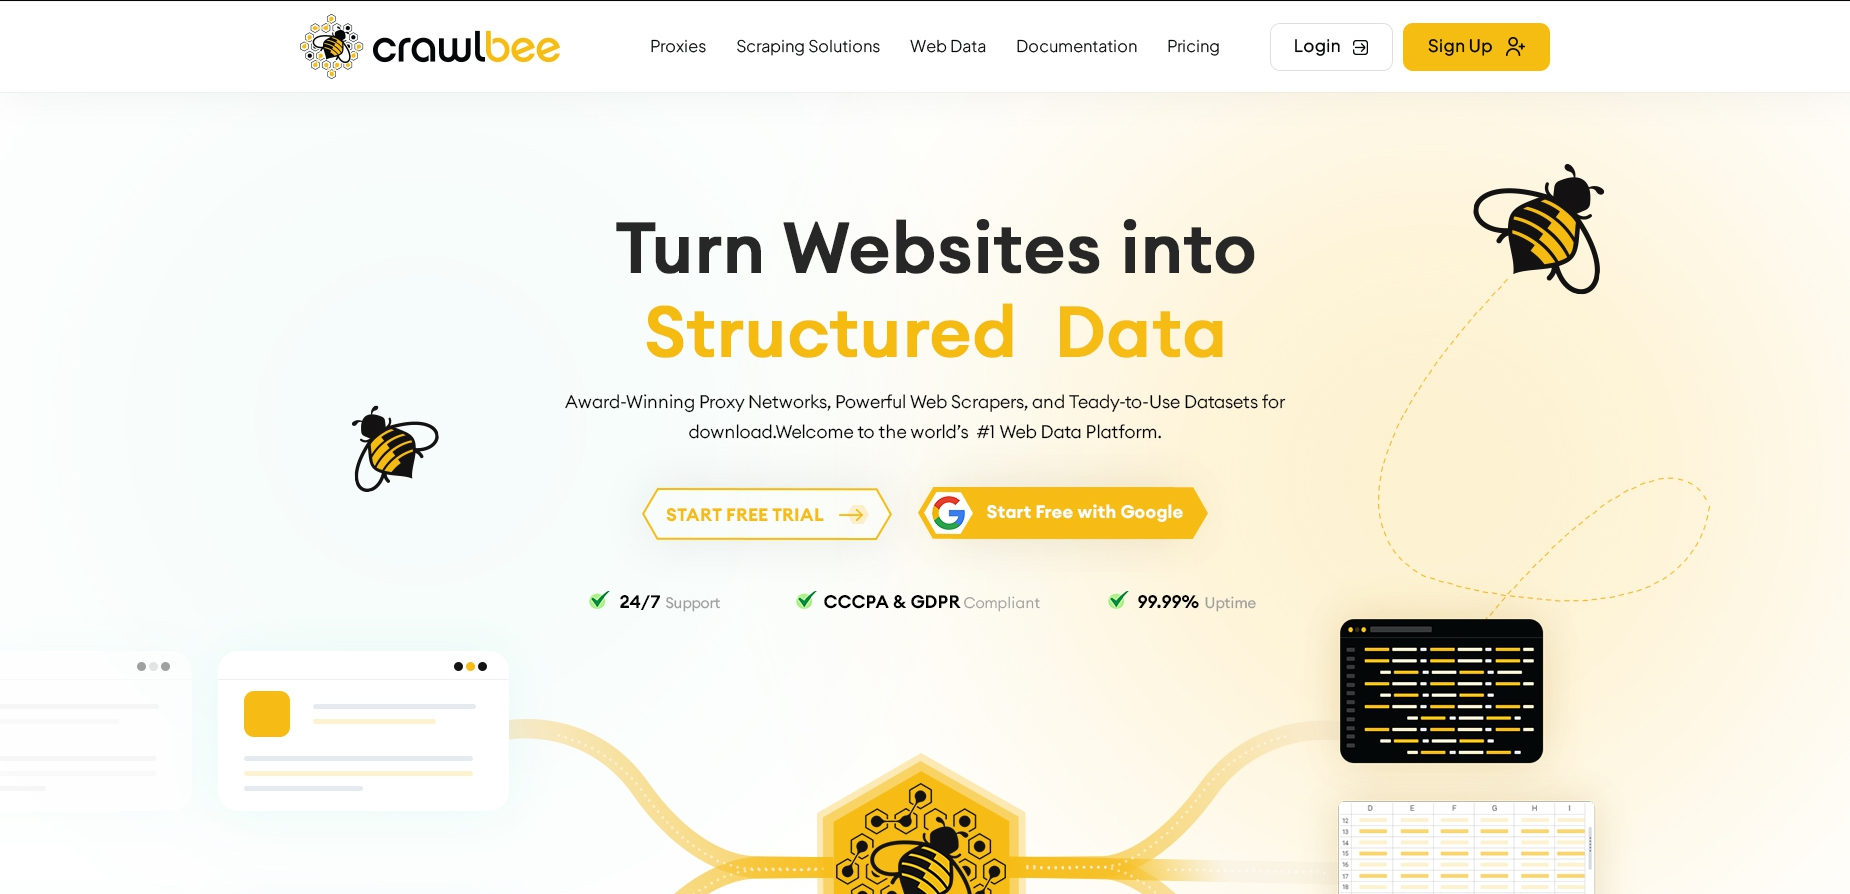 crawlbee
Proxies
Scraping Solutions
Web Data
Documentation
Pricing
Login
Sign Up
Turn Websites into
Structured Data
Award-Winning Proxy Networks, Powerful Web Scrapers, and Teady-to-Use Datasets for
download.Welcome to the world's #1 Web Data Platform.
START FREE TRIAL
Start Free with Google
24/7 Support
CCCPA & GDPR Compliant
99.99% Uptime
D E F G H I
12
13
14
15
16
17
18